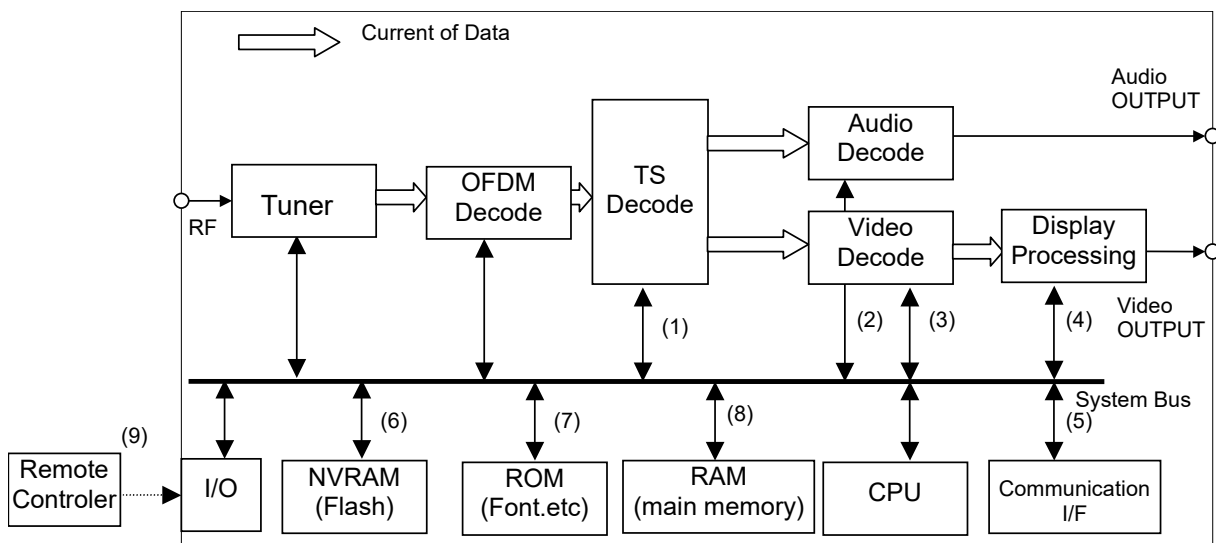 Current of Data
Audio
OUTPUT
Audio
Decode
TS
Decode
OFDM
Decode
Tuner
RF
Video
Decode
Display
Processing
Video
OUTPUT
(1)
(2)
(3)
(4)
System Bus
(5)
(6)
(7)
(8)
(9)
Remote
Controler
I/O
NVRAM
(Flash)
ROM
(Font.etc)
RAM
(main memory)
CPU
Communication
I/F